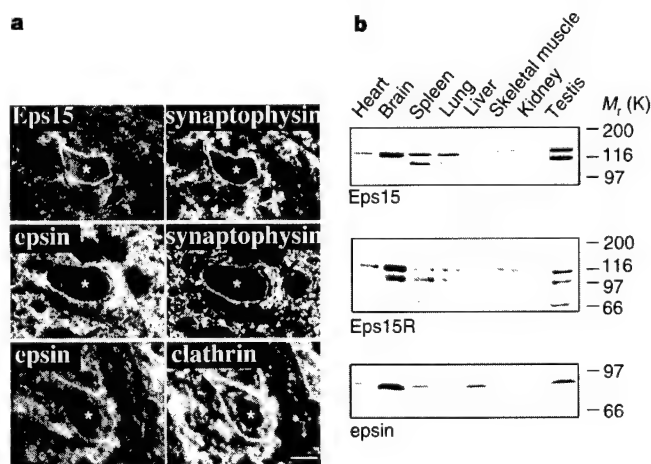 a
Eps15 synaptophysin
epsin synaptophysin
epsin clathrin
b
Heart
Brain
Spleen
Lung
Liver
Skeletal muscle
Kidney
Testis
Mr (K)
200
116
97
Eps15
200
116
97
66
Eps15R
97
66
epsin